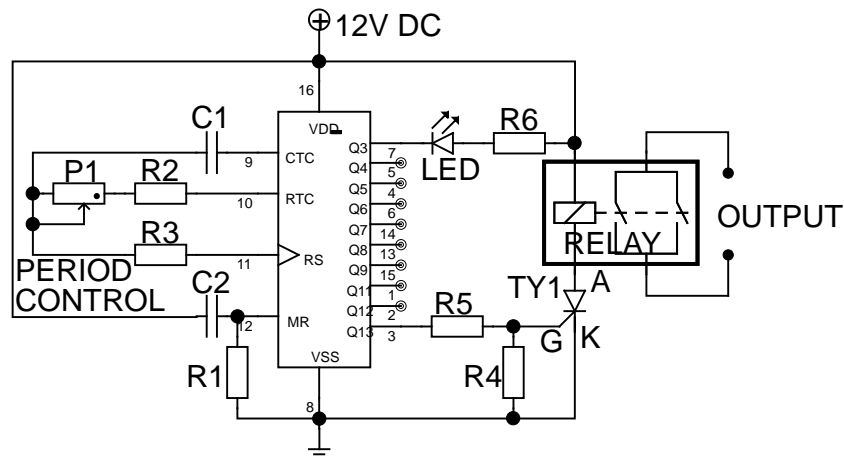 12V DC
16
C1
VDD
R6
Q3
7
CTC
9
Q4
LED
P1
R2
5
Q5
4
RTC
10
Q6
6
Q7
OUTPUT
14
R3
Q8
RELAY
13
11
RS
Q9
PERIOD
15
CONTROL
C2
Q11
TY1
A
1
Q12
R5
12
MR
2
Q13
3
G
K
VSS
R1
R4
8